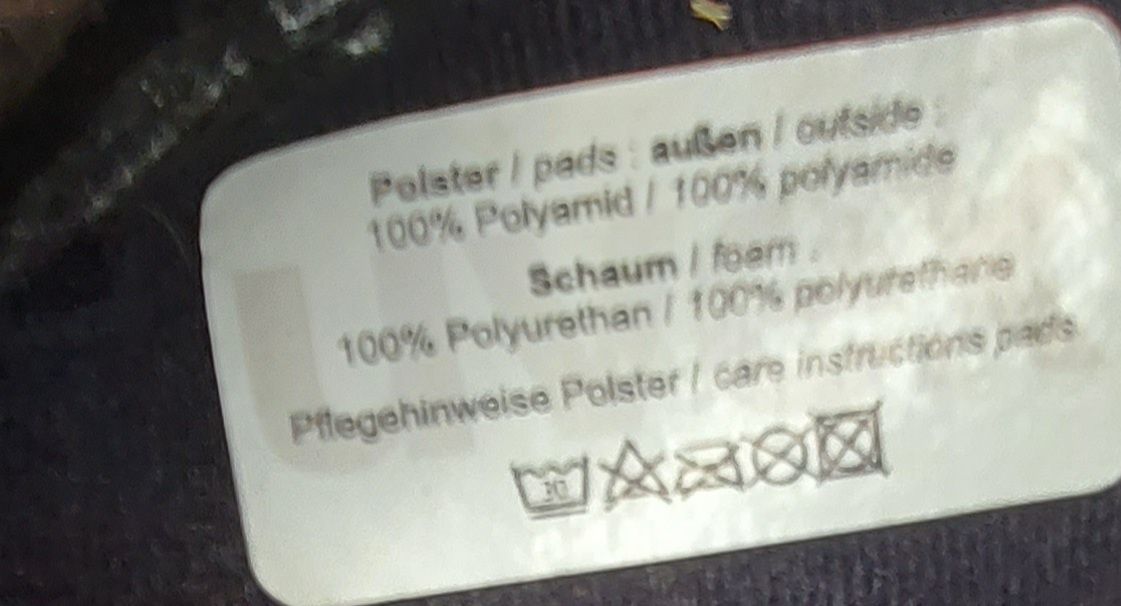 Polster / pads : außen / outside :
100% Polyamid / 100% polyamide
Schaum / foam :
100% Polyurethan / 100% polyurethane
Pflegehinweise Polster / care instructions pads
30